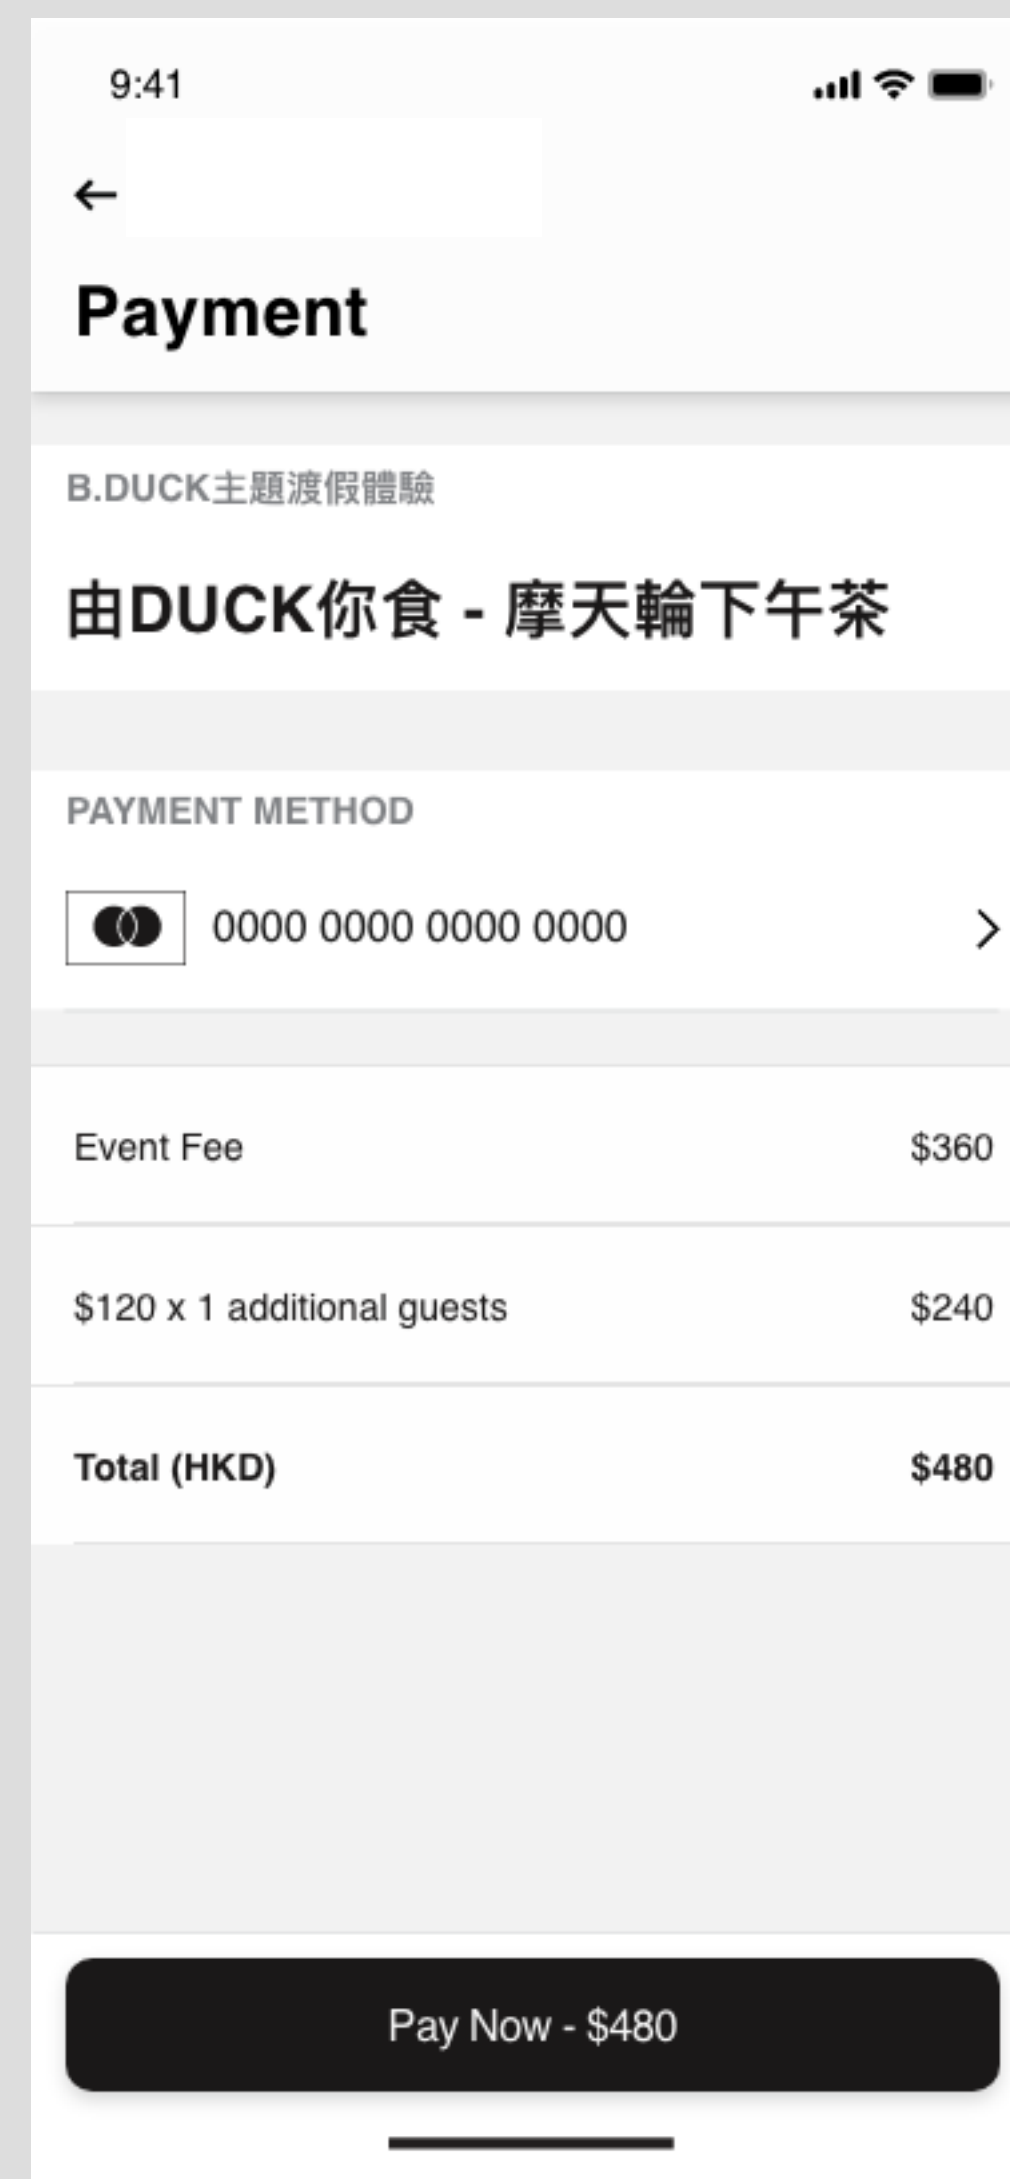 9:41
Payment
B.DUCK主題渡假體驗
由DUCK你食 - 摩天輪下午茶
PAYMENT METHOD
0000 0000 0000 0000
Event Fee $360
$120 x 1 additional guests $240
Total (HKD) $480
Pay Now - $480